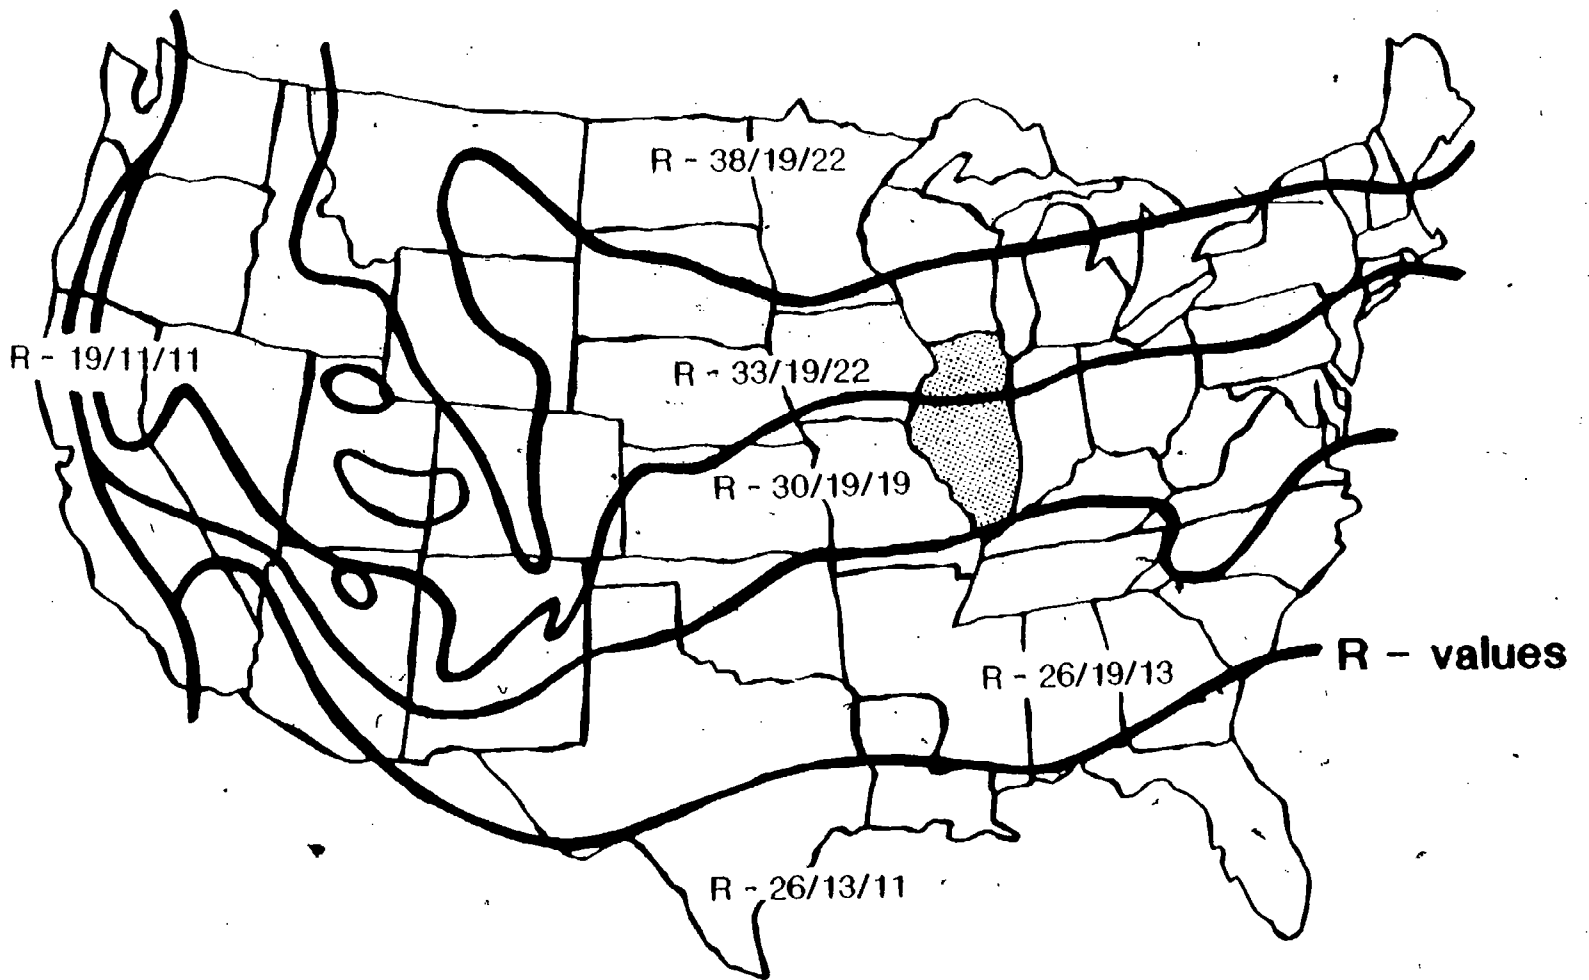 R - 38/19/22
R - 19/11/11
R - 33/19/22
R - 30/19/19
R - values
R - 26/19/13
R - 26/13/11